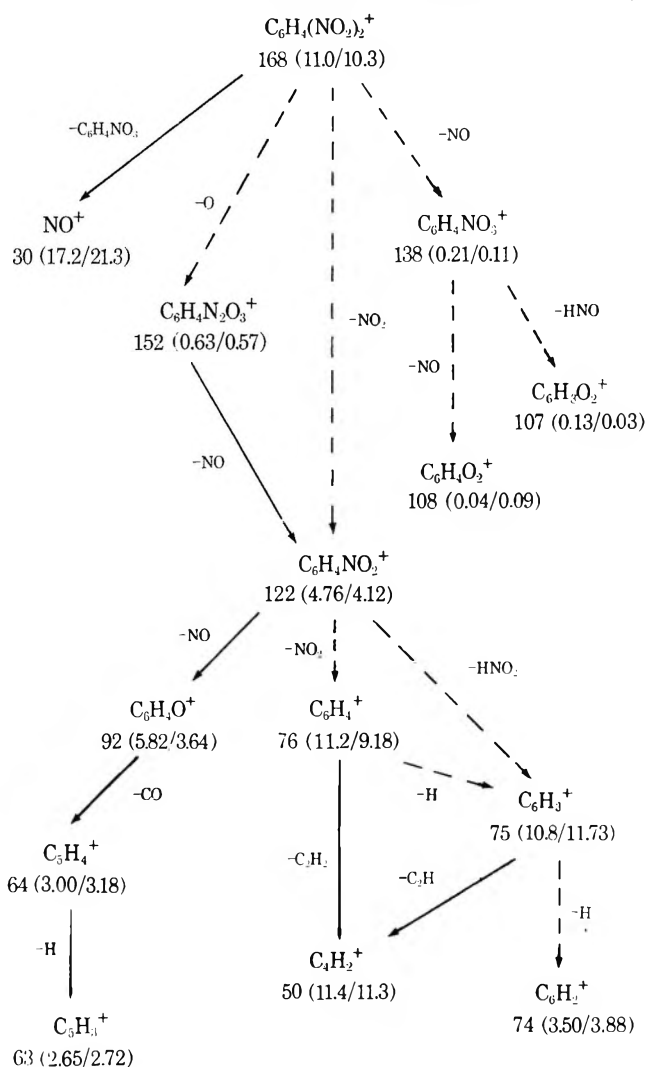 C₆H₄(NO₂)₂⁺
168 (11.0/10.3)
-C₆H₄NO₃
-O
-NO
NO⁺
30 (17.2/21.3)
C₆H₄NO₃⁺
138 (0.21/0.11)
C₆H₄N₂O₃⁺
152 (0.63/0.57)
-NO₂
-NO
-HNO
C₆H₃O₂⁺
107 (0.13/0.03)
-NO
C₆H₄O₂⁺
108 (0.04/0.09)
C₆H₄NO₂⁺
122 (4.76/4.12)
-NO
-NO₂
-HNO₂
C₆H₄O⁺
92 (5.82/3.64)
C₆H₄⁺
76 (11.2/9.18)
-CO
-H
C₆H₃⁺
75 (10.8/11.73)
C₅H₄⁺
64 (3.00/3.18)
-C₂H₂
-C₂H
-H
-H
C₄H₂⁺
50 (11.4/11.3)
C₆H₂⁺
74 (3.50/3.88)
C₅H₃⁺
63 (2.65/2.72)